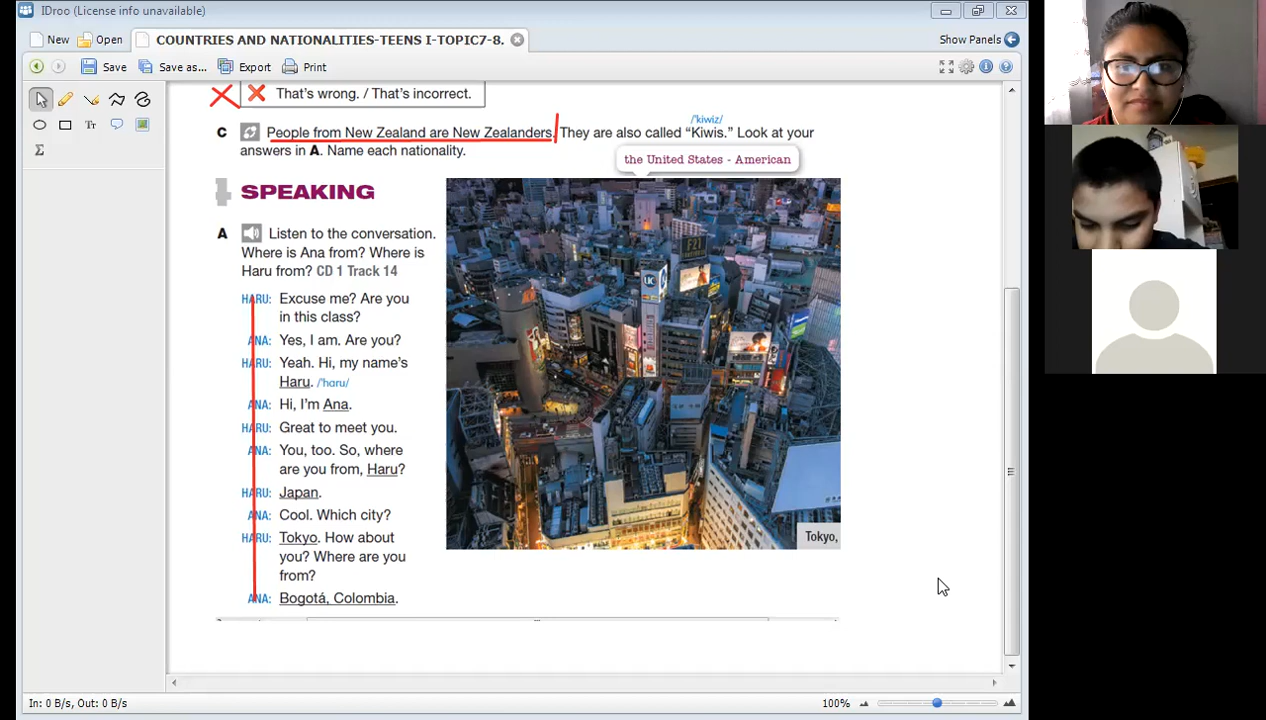 IDroo (License info unavailable)
New Open COUNTRIES AND NATIONALITIES-TEENS I-TOPIC7-8. Show Panels
Save Save as... Export Print
That's wrong. / That's incorrect.
/ˈkiwiz/
C People from New Zealand are New Zealanders. They are also called “Kiwis.” Look at your
answers in A. Name each nationality.
the United States - American
SPEAKING
A Listen to the conversation.
Where is Ana from? Where is
Haru from? CD 1 Track 14
HARU: Excuse me? Are you
in this class?
ANA: Yes, I am. Are you?
HARU: Yeah. Hi, my name's
Haru. /ˈhɑru/
ANA: Hi, I'm Ana.
HARU: Great to meet you.
ANA: You, too. So, where
are you from, Haru?
HARU: Japan.
ANA: Cool. Which city?
HARU: Tokyo. How about
you? Where are you
from?
ANA: Bogotá, Colombia.
F21
Tokyo,
In: 0 B/s, Out: 0 B/s 100%